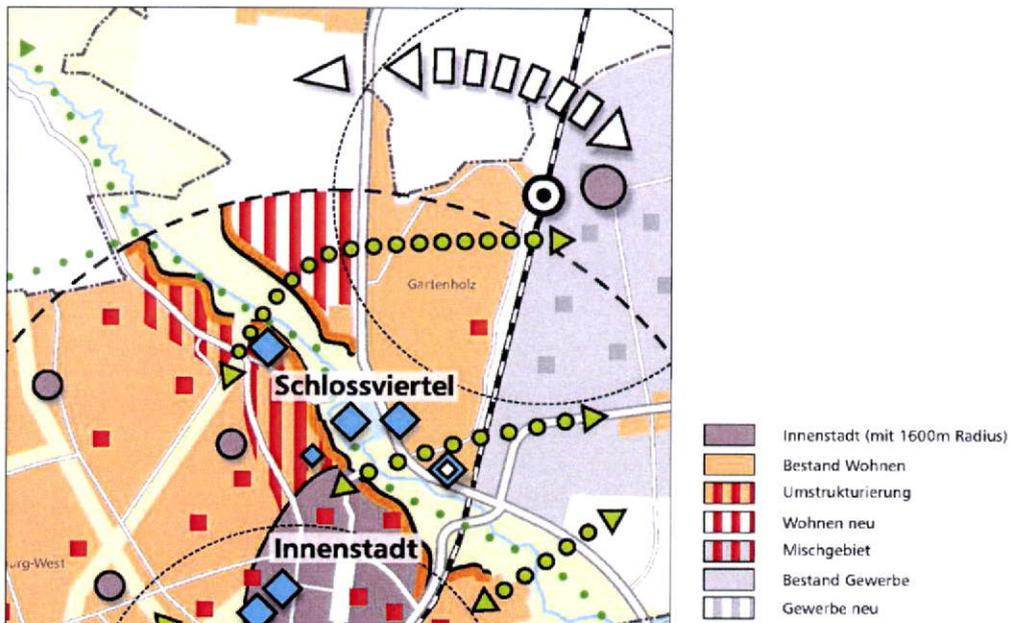 Gartenholz
Schlossviertel
Innenstadt
urg-West
Innenstadt (mit 1600m Radius)
Bestand Wohnen
Umstrukturierung
Wohnen neu
Mischgebiet
Bestand Gewerbe
Gewerbe neu